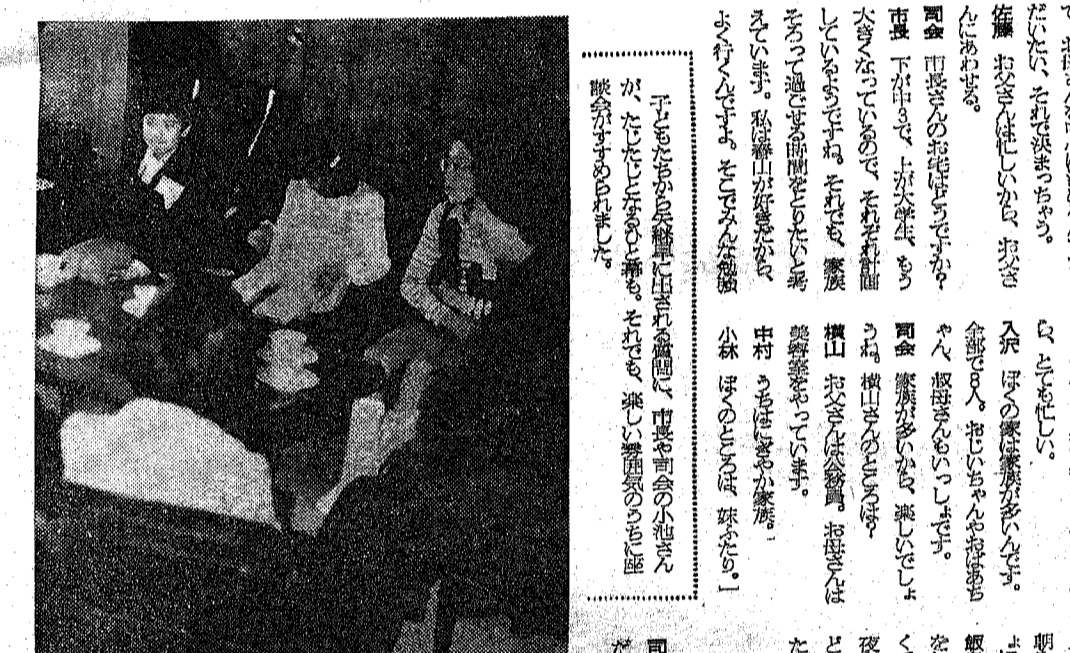 だいたい、それで決まっちゃう。
佐藤　お父さんは忙しいから、お父さ
んにあわせる。
司会　市長さんのお宅はどうですか？
市長　下が中３で、上が大学生、もう
大きくなっているので、それぞれ計画
しているようですね。それでも、家族
そろって過ごせる時間をとりたいと考
えています。私は春山が好きだから、
よく行くんですよ。そこでみんな勉強
ら、とても忙しい。
入沢　ぼくの家は家族が多いんです。
全部で８人。おじいちゃんやおばあち
ゃん、叔母さんもいっしょです。
司会　家族が多いから、楽しいでしょ
うね。横山さんのところは？
横山　お父さんは公務員。お母さんは
美容室をやっています。
中村　うちはにぎやか家族。
小林　ぼくのところは、妹ふたり。
子どもたちから矢継早に出される質問に、市長や司会の小池さん
が、たじたじとなるひと幕も。それでも、楽しい雰囲気のうちに座
談会がすすめられました。
朝
ょ
飯
を
く
夜
ど
た
司
だ